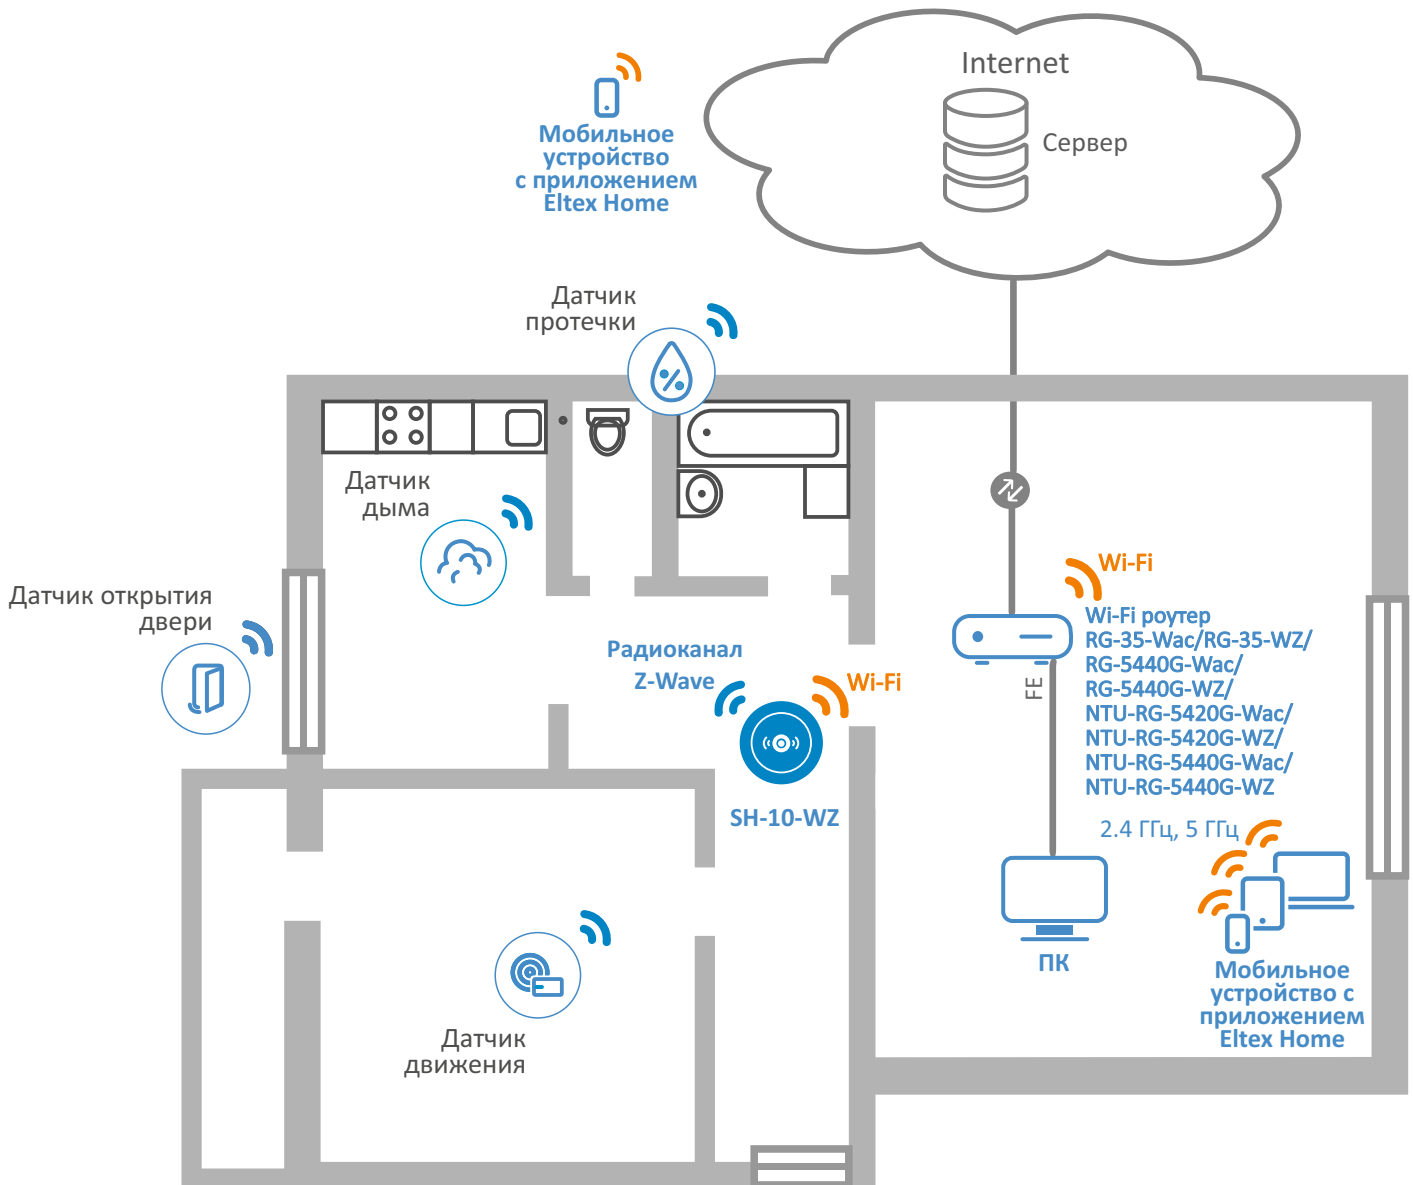 Internet
Сервер
Мобильное
устройство
с приложением
Eltex Home
Датчик
протечки
Датчик
дыма
Датчик открытия
двери
Радиоканал
Z-Wave
Wi-Fi
SH-10-WZ
Wi-Fi
Wi-Fi роутер
RG-35-Wac/RG-35-WZ/
RG-5440G-Wac/
RG-5440G-WZ/
NTU-RG-5420G-Wac/
NTU-RG-5420G-WZ/
NTU-RG-5440G-Wac/
NTU-RG-5440G-WZ
FE
2.4 ГГц, 5 ГГц
ПК
Мобильное
устройство с
приложением
Eltex Home
Датчик
движения